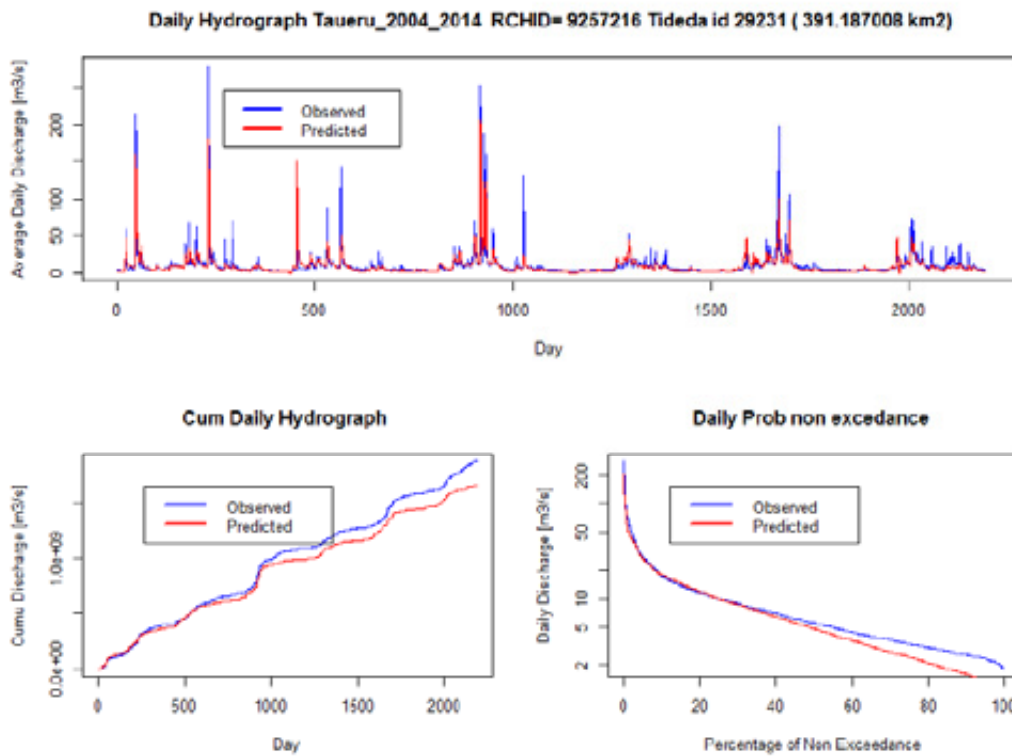 Daily Hydrograph Taueru_2004_2014 RCHID= 9257216 Tideda id 29231 ( 391.187008 km2)
Average Daily Discharge [m3/s]
200
100
50
0
Observed
Predicted
0 500 1000 1500 2000
Day
Cum Daily Hydrograph
Cumu Discharge [m3/s]
1.0e+09
0.0e+00
Observed
Predicted
0 500 1000 1500 2000
Day
Daily Prob non excedance
Daily Discharge [m3/s]
200
50
10
5
2
Observed
Predicted
0 20 40 60 80 100
Percentage of Non Exceedance